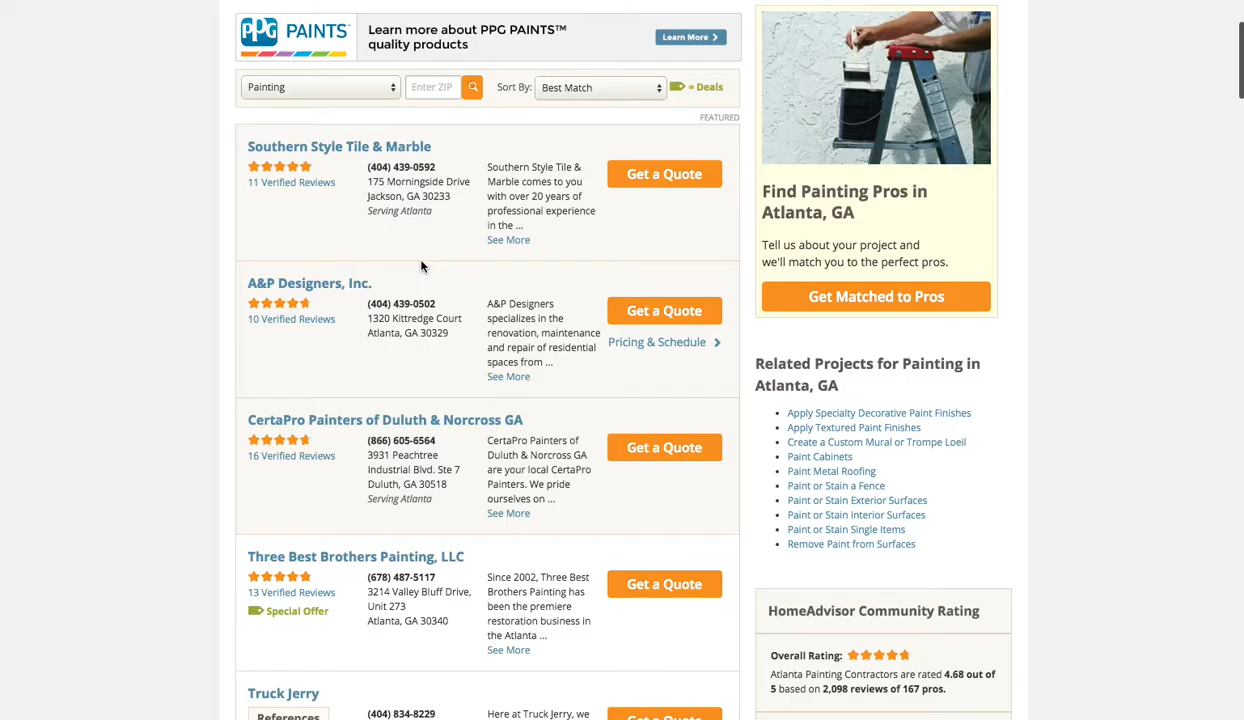 PPG PAINTS™
Learn more about PPG PAINTS™
quality products
Learn More
Painting
Enter ZIP
Sort By:
Best Match
= Deals
FEATURED
Southern Style Tile & Marble
11 Verified Reviews
(404) 439-0592
175 Morningside Drive
Jackson, GA 30233
Serving Atlanta
Southern Style Tile &
Marble comes to you
with over 20 years of
professional experience
in the ...
See More
Get a Quote
A&P Designers, Inc.
10 Verified Reviews
(404) 439-0502
1320 Kittredge Court
Atlanta, GA 30329
A&P Designers
specializes in the
renovation, maintenance
and repair of residential
spaces from ...
See More
Get a Quote
Pricing & Schedule
CertaPro Painters of Duluth & Norcross GA
16 Verified Reviews
(866) 605-6564
3931 Peachtree
Industrial Blvd. Ste 7
Duluth, GA 30518
Serving Atlanta
CertaPro Painters of
Duluth & Norcross GA
are your local CertaPro
Painters. We pride
ourselves on ...
See More
Get a Quote
Three Best Brothers Painting, LLC
13 Verified Reviews
Special Offer
(678) 487-5117
3214 Valley Bluff Drive,
Unit 273
Atlanta, GA 30340
Since 2002, Three Best
Brothers Painting has
been the premiere
restoration business in
the Atlanta ...
See More
Get a Quote
Truck Jerry
References
(404) 834-8229
Here at Truck Jerry, we
Get a Quote
Find Painting Pros in
Atlanta, GA
Tell us about your project and
we'll match you to the perfect pros.
Get Matched to Pros
Related Projects for Painting in
Atlanta, GA
Apply Specialty Decorative Paint Finishes
Apply Textured Paint Finishes
Create a Custom Mural or Trompe Loeil
Paint Cabinets
Paint Metal Roofing
Paint or Stain a Fence
Paint or Stain Exterior Surfaces
Paint or Stain Interior Surfaces
Paint or Stain Single Items
Remove Paint from Surfaces
HomeAdvisor Community Rating
Overall Rating:
Atlanta Painting Contractors are rated 4.68 out of
5 based on 2,098 reviews of 167 pros.